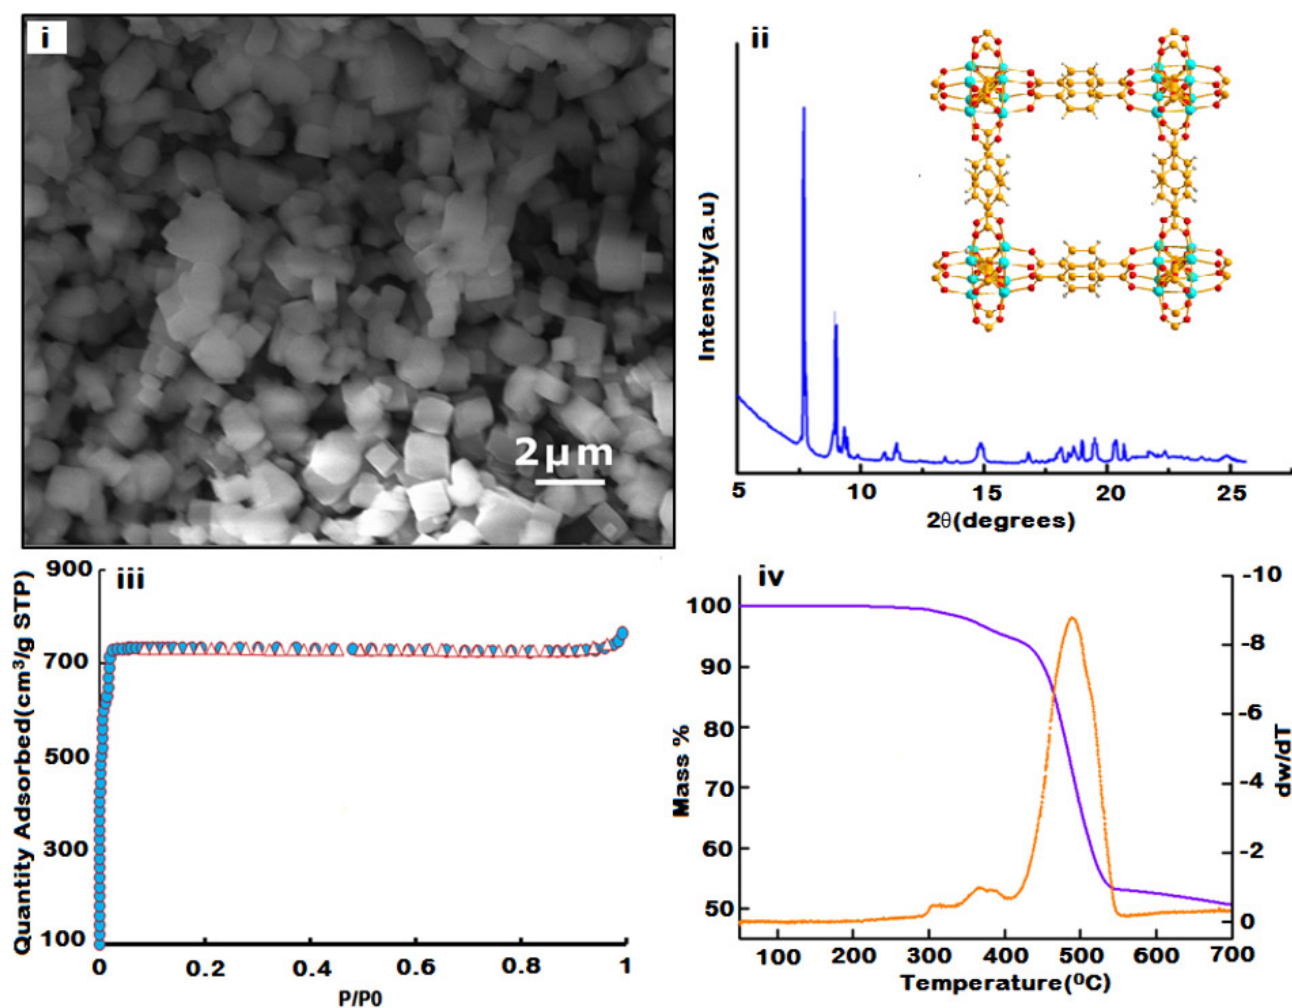 i
2μm
ii
Intensity(a.u)
5
10
15
20
25
2θ(degrees)
iii
Quantity Adsorbed(cm³/g STP)
900
700
500
300
100
0
0.2
0.4
0.6
0.8
1
P/P0
iv
Mass %
100
90
80
70
60
50
-10
-8
-6
-4
-2
0
dw/dT
100
200
300
400
500
600
700
Temperature(⁰C)